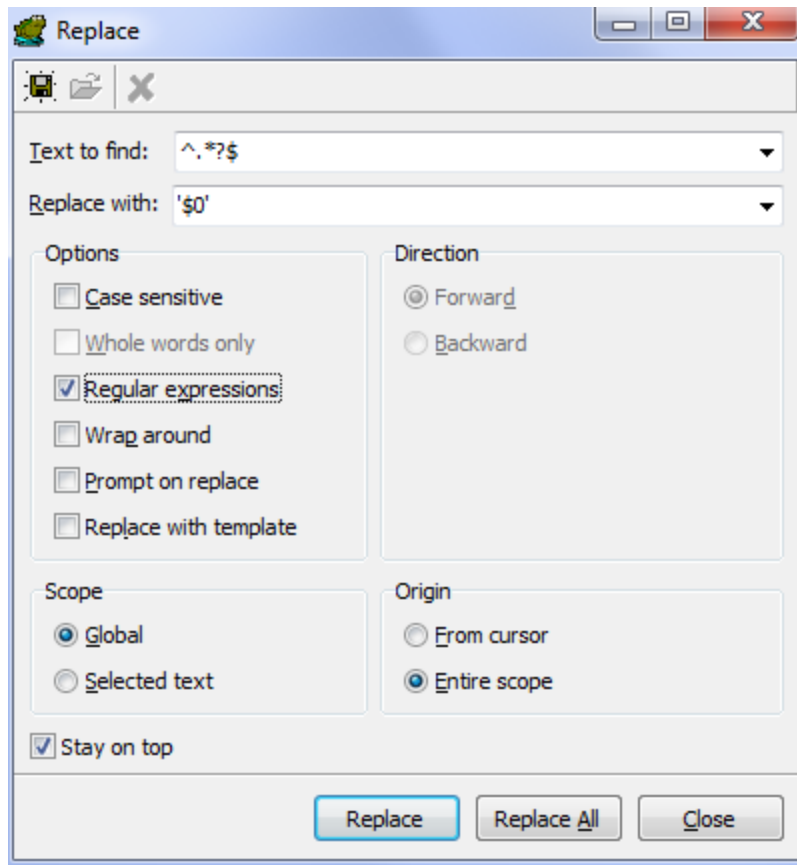 Replace
Text to find: ^.*?$
Replace with: '$0'
Options
Case sensitive
Whole words only
Regular expressions
Wrap around
Prompt on replace
Replace with template
Direction
Forward
Backward
Scope
Global
Selected text
Origin
From cursor
Entire scope
Stay on top
Replace Replace All Close